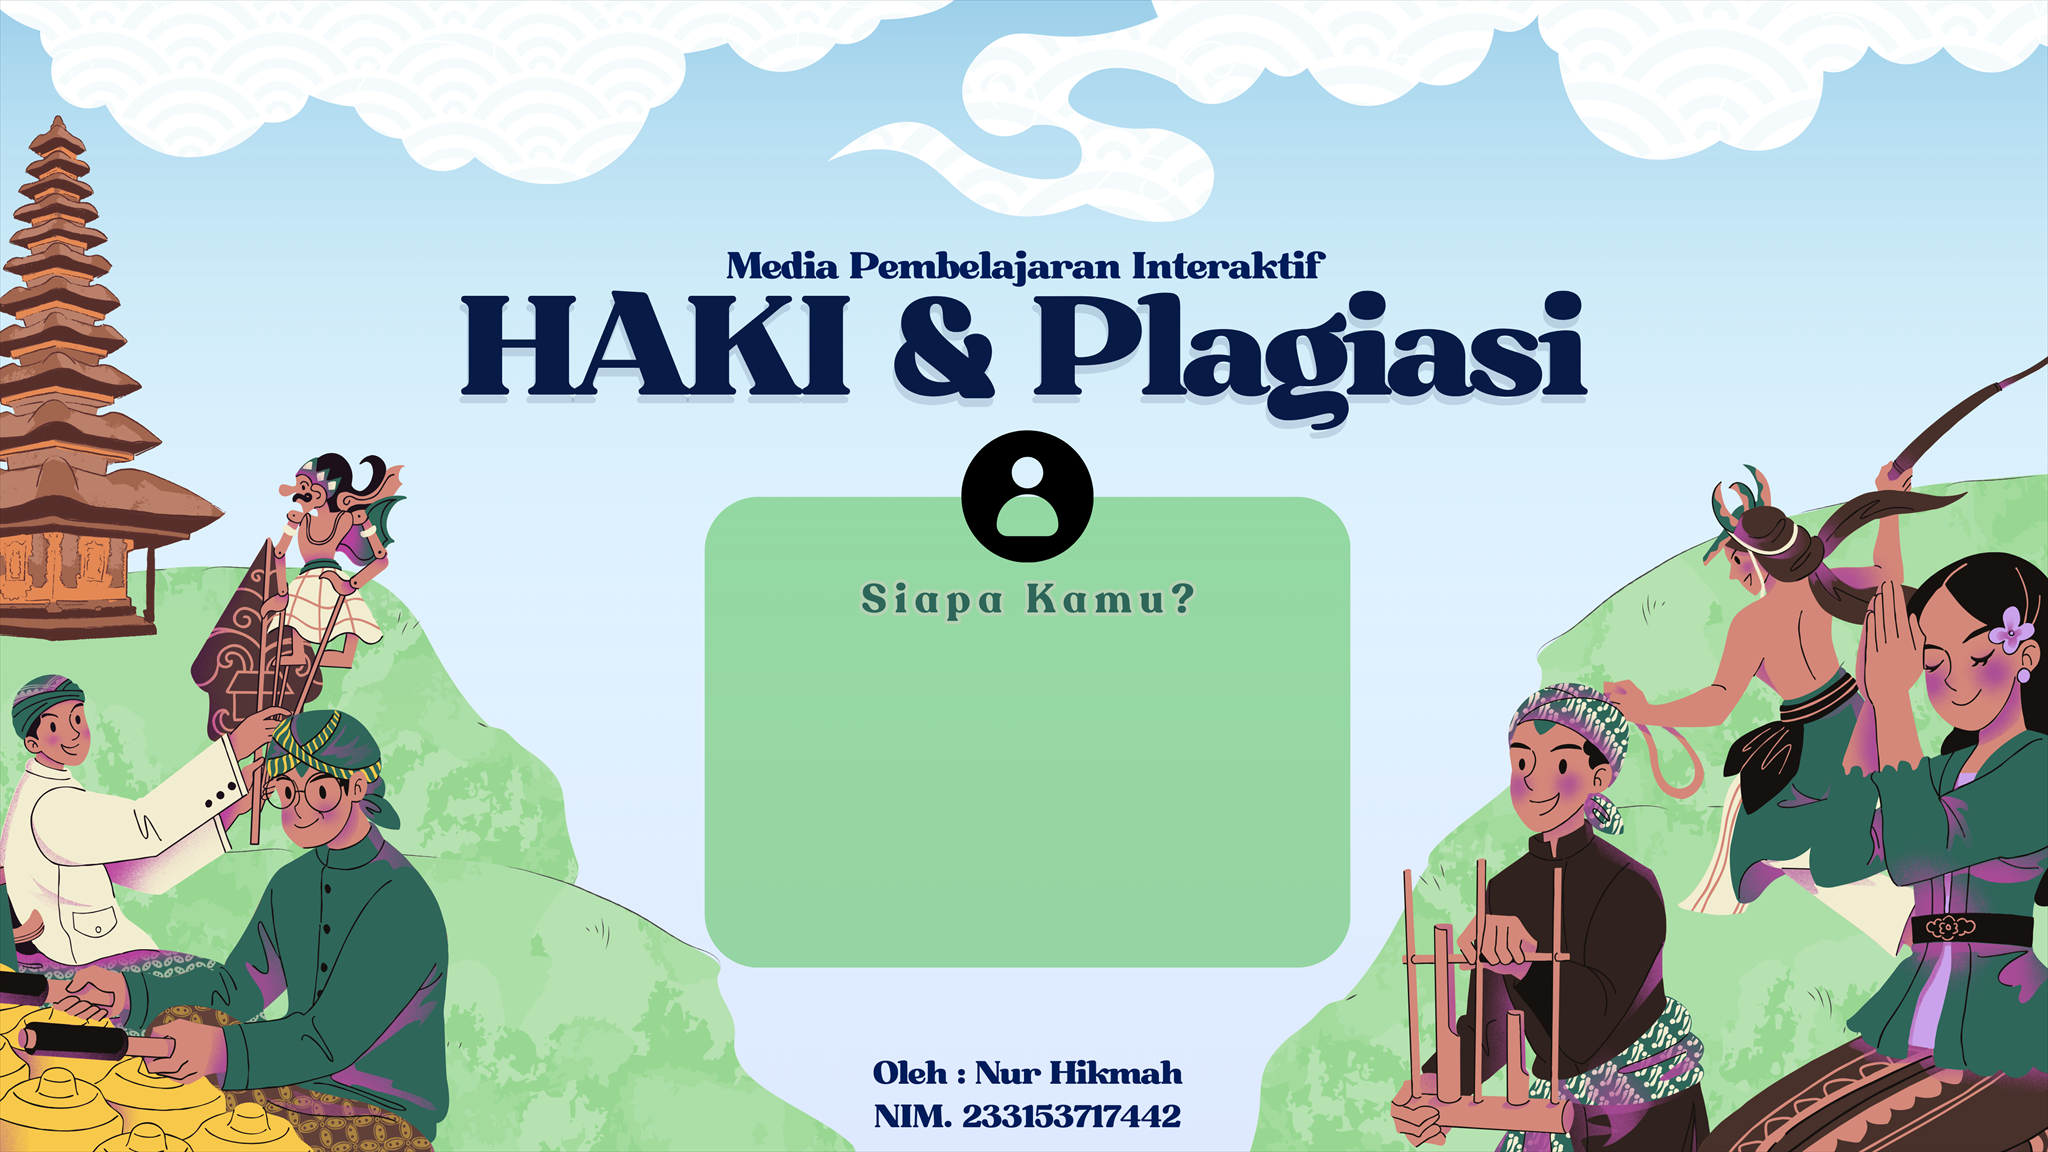 Media Pembelajaran Interaktif
HAKI & Plagiasi
Siapa Kamu?
Oleh : Nur Hikmah
NIM. 233153717442